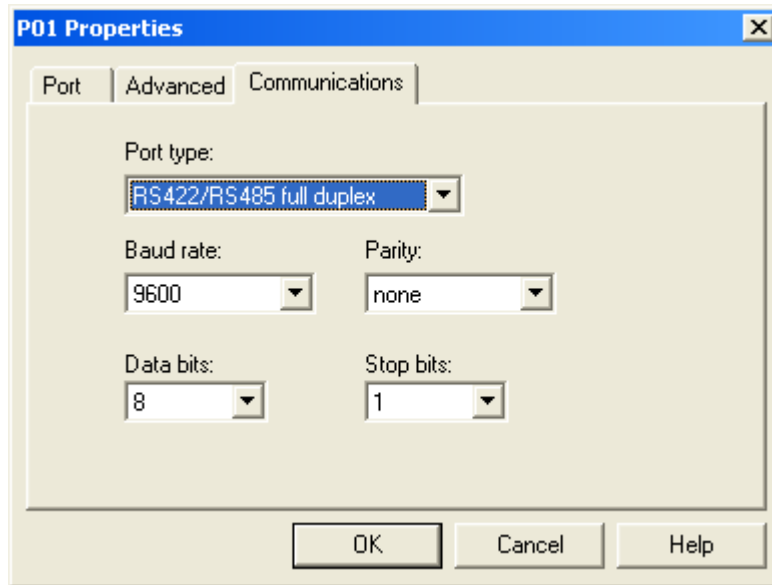 P01 Properties
Port Advanced Communications
Port type:
RS422/RS485 full duplex
Baud rate: Parity:
9600 none
Data bits: Stop bits:
8 1
OK Cancel Help